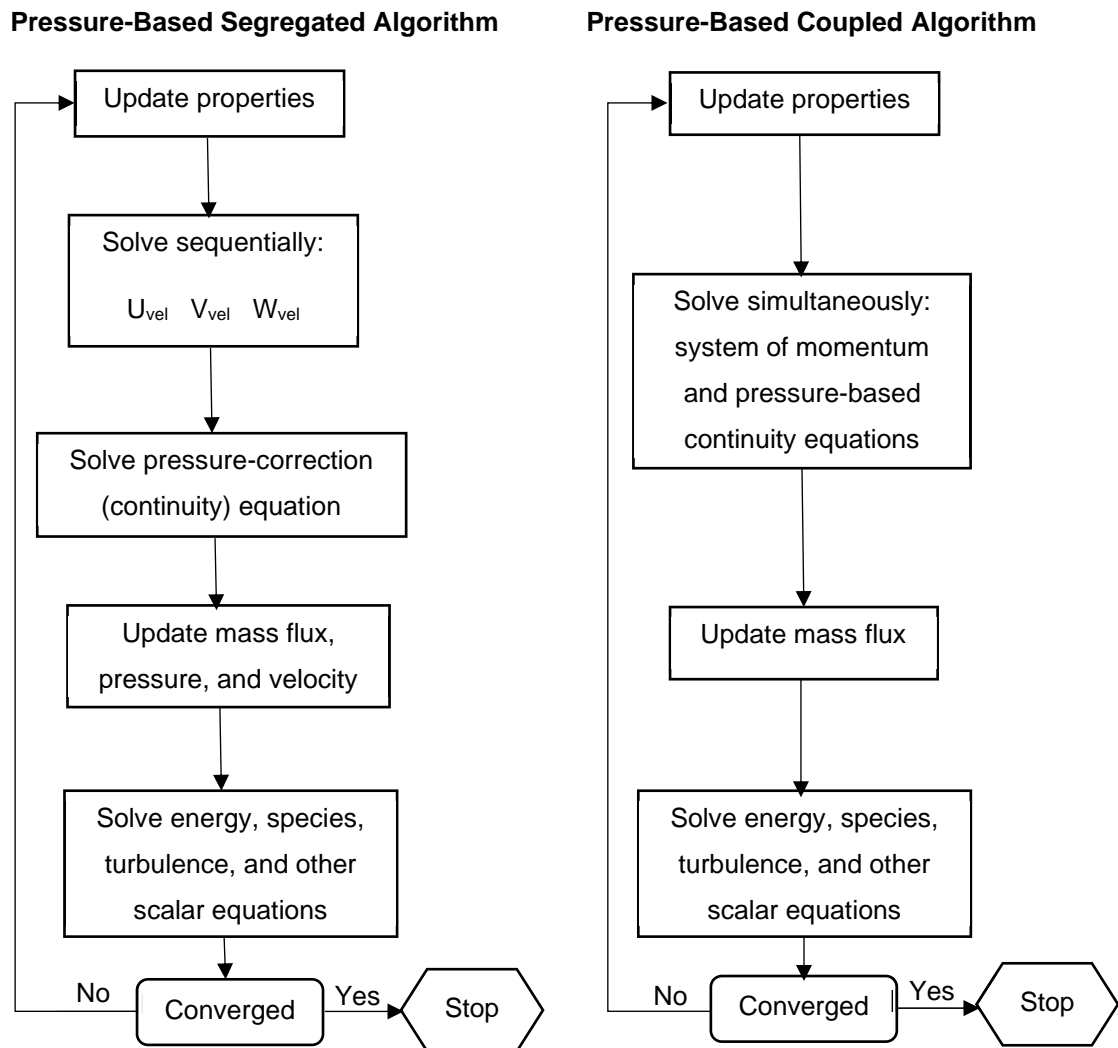 Pressure-Based Segregated Algorithm
Update properties
Solve sequentially:
Uvel Vvel Wvel
Solve pressure-correction
(continuity) equation
Update mass flux,
pressure, and velocity
Solve energy, species,
turbulence, and other
scalar equations
No
Converged
Yes
Stop
Pressure-Based Coupled Algorithm
Update properties
Solve simultaneously:
system of momentum
and pressure-based
continuity equations
Update mass flux
Solve energy, species,
turbulence, and other
scalar equations
No
Converged
Yes
Stop